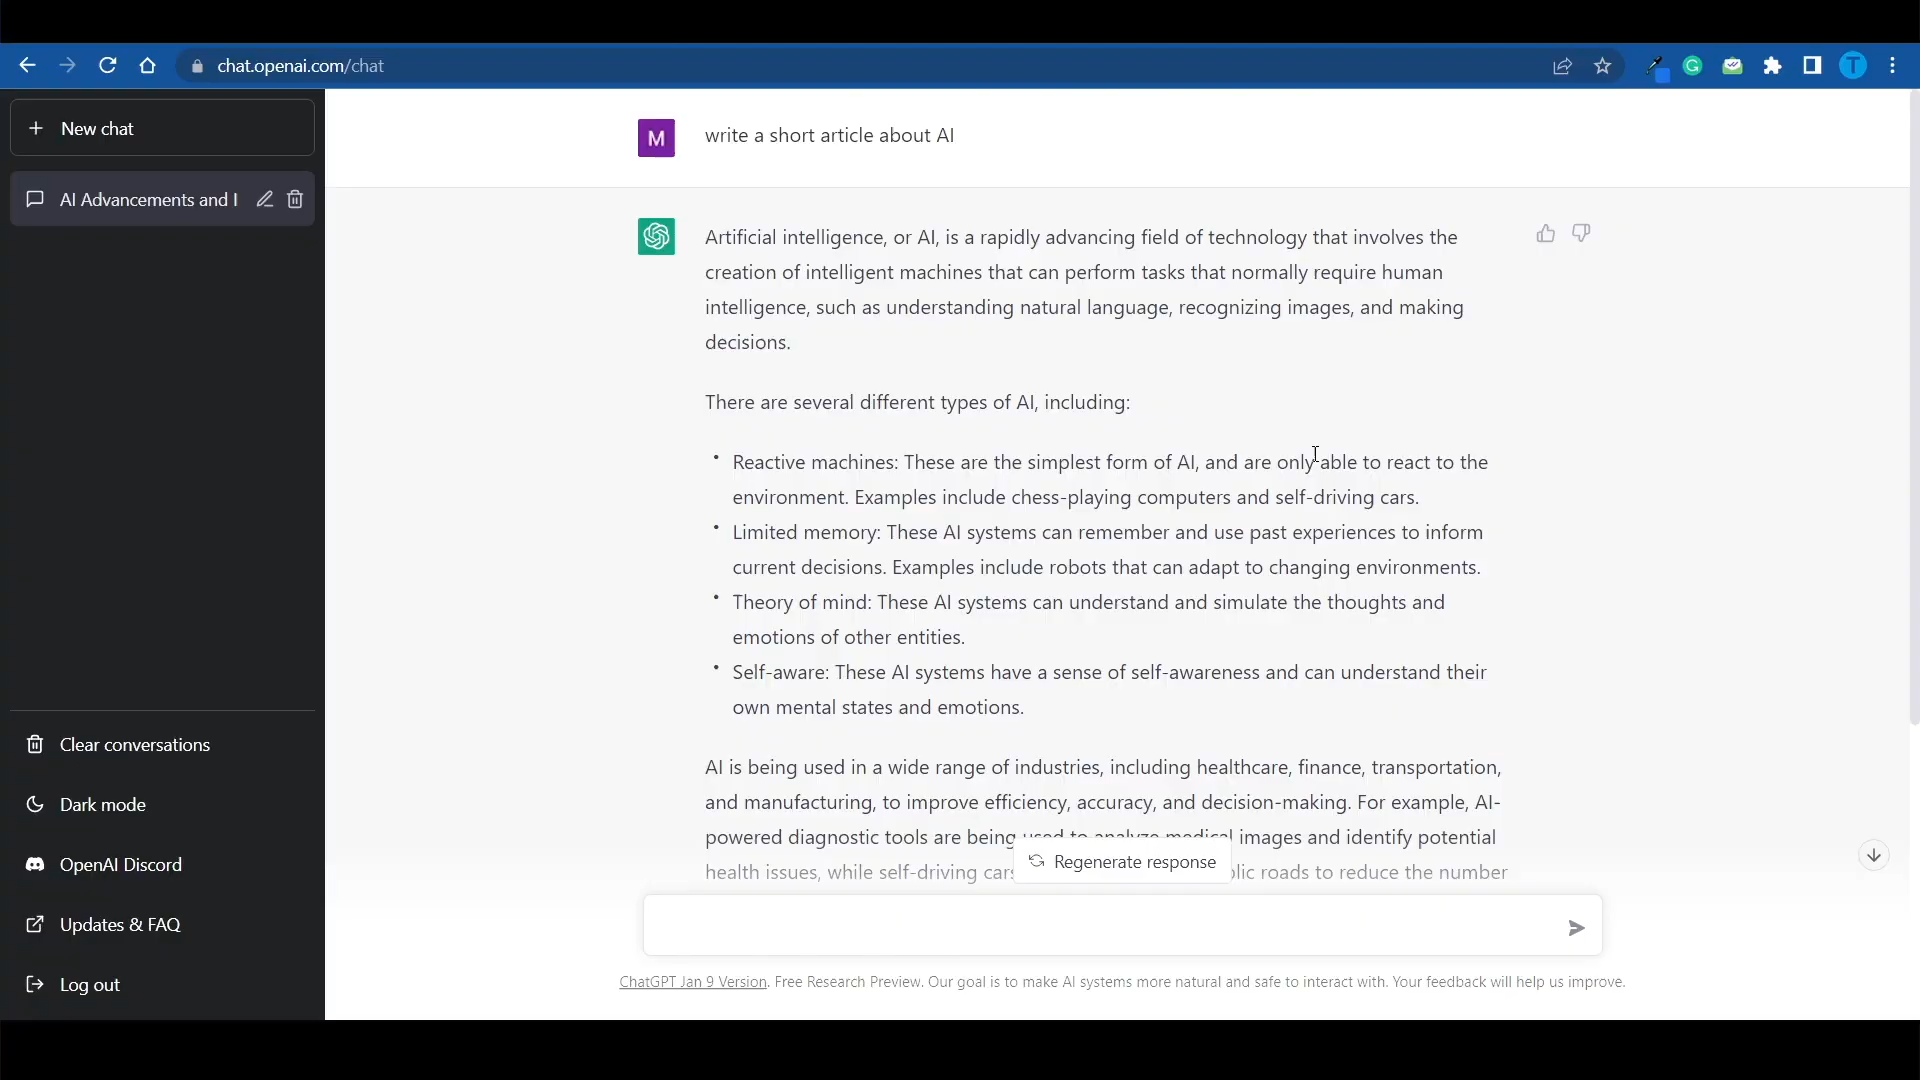 chat.openai.com/chat
T
New chat
AI Advancements and I
M
write a short article about AI
Artificial intelligence, or AI, is a rapidly advancing field of technology that involves the
creation of intelligent machines that can perform tasks that normally require human
intelligence, such as understanding natural language, recognizing images, and making
decisions.
There are several different types of AI, including:
• Reactive machines: These are the simplest form of AI, and are only able to react to the
environment. Examples include chess-playing computers and self-driving cars.
• Limited memory: These AI systems can remember and use past experiences to inform
current decisions. Examples include robots that can adapt to changing environments.
• Theory of mind: These AI systems can understand and simulate the thoughts and
emotions of other entities.
• Self-aware: These AI systems have a sense of self-awareness and can understand their
own mental states and emotions.
AI is being used in a wide range of industries, including healthcare, finance, transportation,
and manufacturing, to improve efficiency, accuracy, and decision-making. For example, AI-
powered diagnostic tools are being used to analyze medical images and identify potential
health issues, while self-driving roads to reduce the number
Regenerate response
Clear conversations
Dark mode
OpenAI Discord
Updates & FAQ
Log out
ChatGPT Jan 9 Version. Free Research Preview. Our goal is to make AI systems more natural and safe to interact with. Your feedback will help us improve.